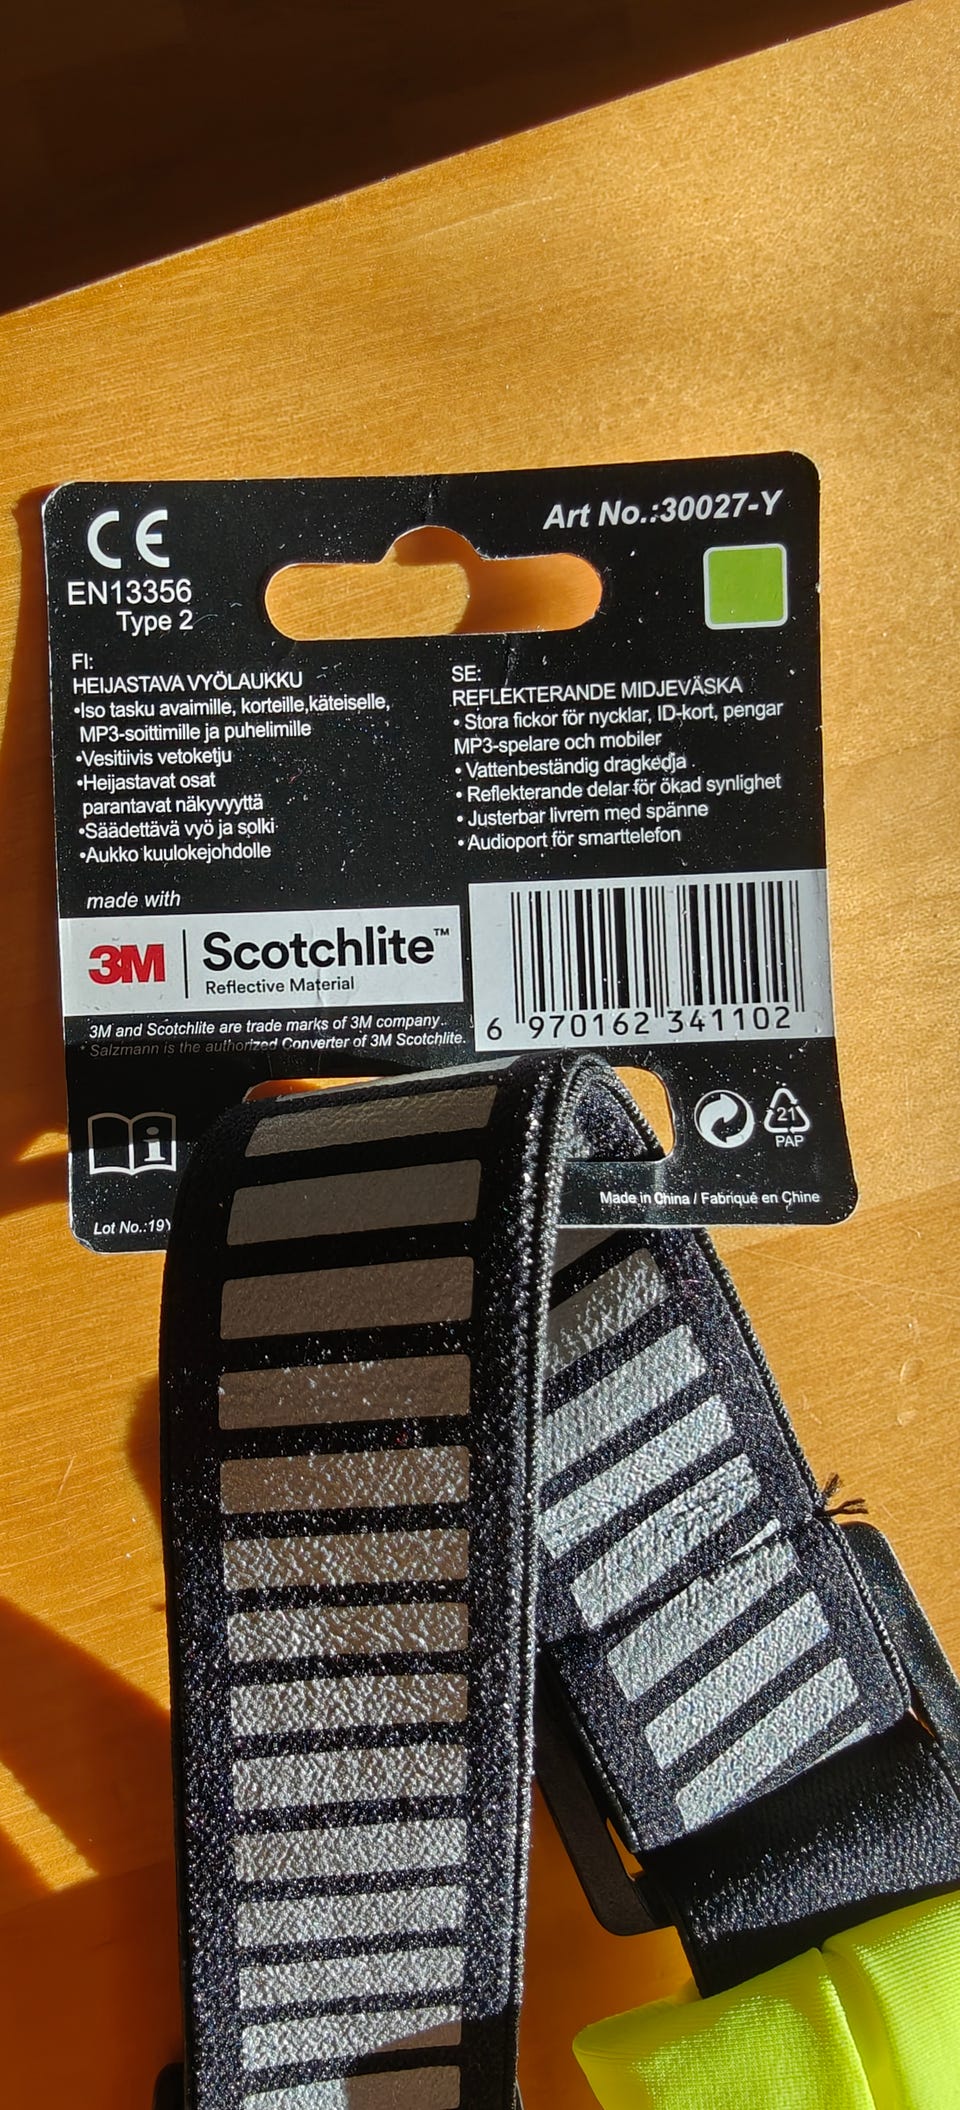 CE
EN13356
Type 2
Art No.:30027-Y
FI:
HEIJASTAVA VYÖLAUKKU
•Iso tasku avaimille, korteille,käteiselle,
MP3-soittimille ja puhelimille
•Vesitiivis vetoketju
•Heijastavat osat
parantavat näkyvyyttä
•Säädettävä vyö ja solki
•Aukko kuulokejohdolle
SE:
REFLEKTERANDE MIDJEVÄSKA
• Stora fickor för nycklar, ID-kort, pengar
MP3-spelare och mobiler
• Vattenbeständig dragkedja
• Reflekterande delar för ökad synlighet
• Justerbar livrem med spänne
• Audioport för smarttelefon
made with
3M Scotchlite™
Reflective Material
3M and Scotchlite are trade marks of 3M company.
* Salzmann is the authorized Converter of 3M Scotchlite.
6 970162 341102
21
PAP
Lot No.:19Y
Made in China / Fabriqué en Chine